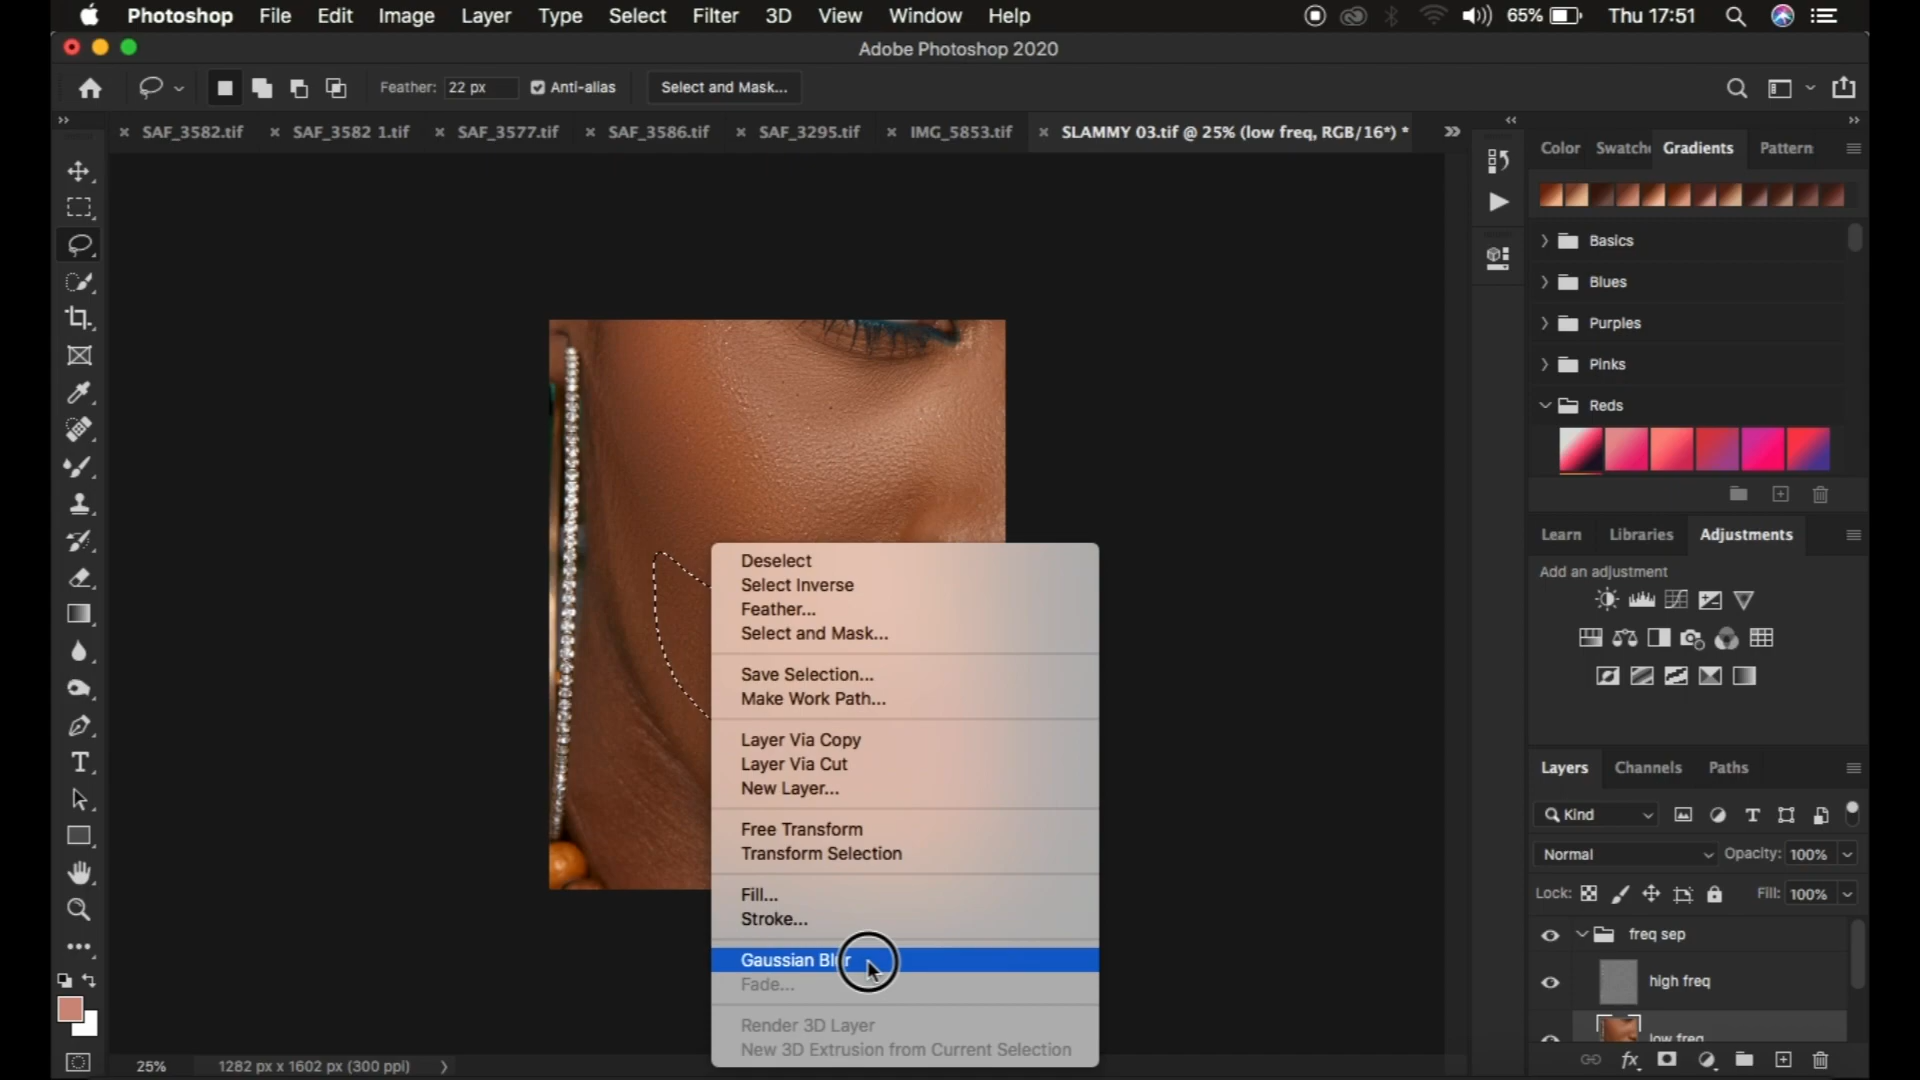 Photoshop File Edit Image Layer Type Select Filter 3D View Window Help 65% Thu 17:51
Adobe Photoshop 2020
Feather: 22 px Anti-alias Select and Mask...
SAF_3582.tif SAF_3582 1.tif SAF_3577.tif SAF_3586.tif SAF_3295.tif IMG_5853.tif SLAMMY 03.tif @ 25% (low freq, RGB/16*) *
Color Swatche Gradients Pattern
Basics
Blues
Purples
Pinks
Reds
Learn Libraries Adjustments
Add an adjustment
Deselect
Select Inverse
Feather...
Select and Mask...
Save Selection...
Make Work Path...
Layer Via Copy
Layer Via Cut
New Layer...
Free Transform
Transform Selection
Fill...
Stroke...
Gaussian Blur
Fade...
Render 3D Layer
New 3D Extrusion from Current Selection
Layers Channels Paths
Kind
Normal Opacity: 100%
Lock: Fill: 100%
freq sep
high freq
low freq
25% 1282 px x 1602 px (300 ppi)